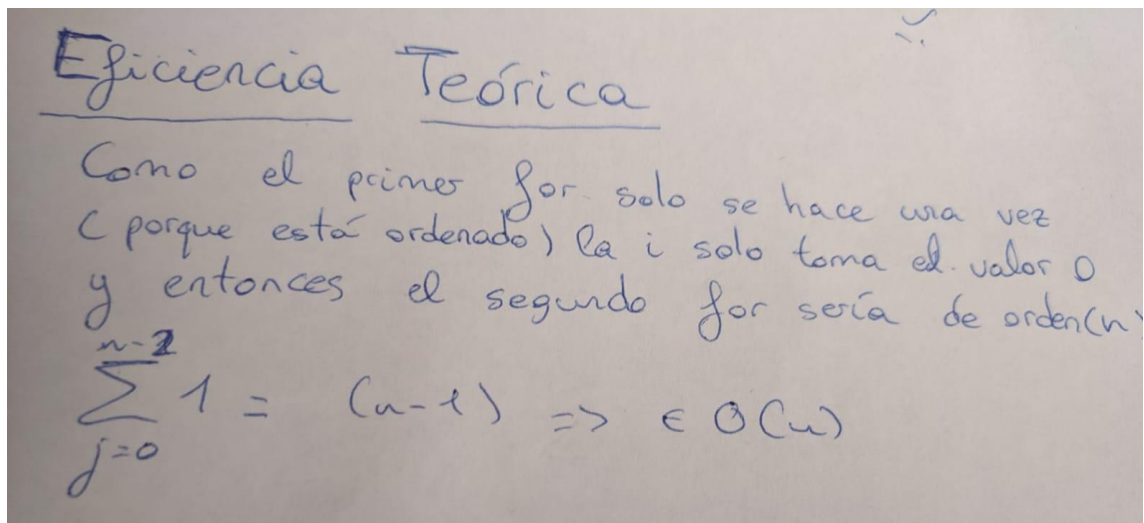 Eficiencia Teórica
Como el primer for solo se hace una vez
(porque está ordenado) la i solo toma el valor 0
y entonces el segundo for sería de orden(n)
n-2
∑ 1 = (n-1) => ∈ O(n)
j=0